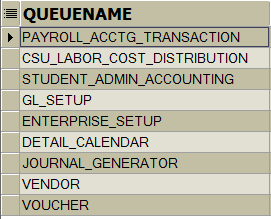 QUEUENAME
PAYROLL_ACCTG_TRANSACTION
CSU_LABOR_COST_DISTRIBUTION
STUDENT_ADMIN_ACCOUNTING
GL_SETUP
ENTERPRISE_SETUP
DETAIL_CALENDAR
JOURNAL_GENERATOR
VENDOR
VOUCHER